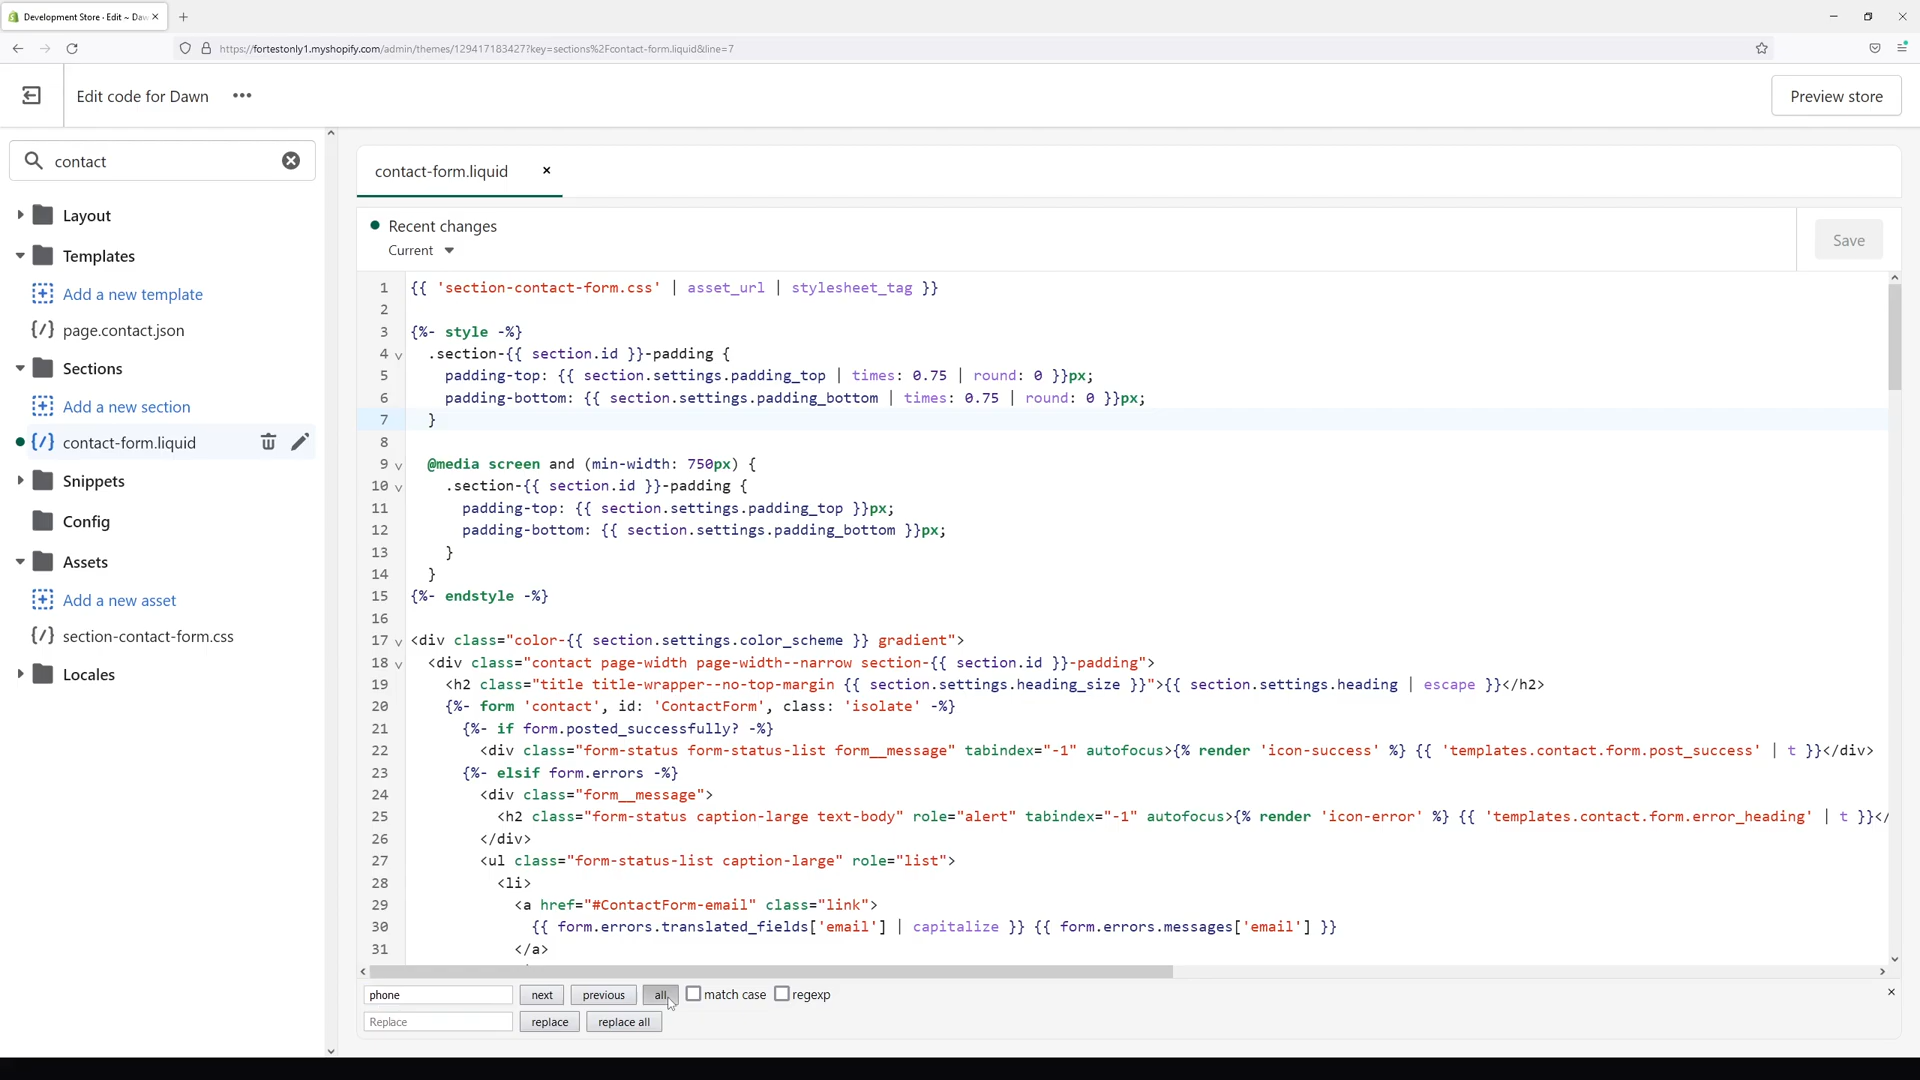 Development Store · Edit ~ Daw
https://fortestonly1.myshopify.com/admin/themes/129417183427?key=sections%2Fcontact-form.liquid&line=7
Edit code for Dawn
Preview store
contact
Layout
Templates
Add a new template
page.contact.json
Sections
Add a new section
contact-form.liquid
Snippets
Config
Assets
Add a new asset
section-contact-form.css
Locales
contact-form.liquid
Recent changes
Current
Save
1 {{ 'section-contact-form.css' | asset_url | stylesheet_tag }}
2
3 {%- style -%}
4 .section-{{ section.id }}-padding {
5 padding-top: {{ section.settings.padding_top | times: 0.75 | round: 0 }}px;
6 padding-bottom: {{ section.settings.padding_bottom | times: 0.75 | round: 0 }}px;
7 }
8
9 @media screen and (min-width: 750px) {
10 .section-{{ section.id }}-padding {
11 padding-top: {{ section.settings.padding_top }}px;
12 padding-bottom: {{ section.settings.padding_bottom }}px;
13 }
14 }
15 {%- endstyle -%}
16
17 <div class="color-{{ section.settings.color_scheme }} gradient">
18 <div class="contact page-width page-width--narrow section-{{ section.id }}-padding">
19 <h2 class="title title-wrapper--no-top-margin {{ section.settings.heading_size }}">{{ section.settings.heading | escape }}</h2>
20 {%- form 'contact', id: 'ContactForm', class: 'isolate' -%}
21 {%- if form.posted_successfully? -%}
22 <div class="form-status form-status-list form__message" tabindex="-1" autofocus>{% render 'icon-success' %} {{ 'templates.contact.form.post_success' | t }}</div>
23 {%- elsif form.errors -%}
24 <div class="form__message">
25 <h2 class="form-status caption-large text-body" role="alert" tabindex="-1" autofocus>{% render 'icon-error' %} {{ 'templates.contact.form.error_heading' | t }}</
26 </div>
27 <ul class="form-status-list caption-large" role="list">
28 <li>
29 <a href="#ContactForm-email" class="link">
30 {{ form.errors.translated_fields['email'] | capitalize }} {{ form.errors.messages['email'] }}
31 </a>
phone next previous all match case regexp
Replace replace replace all